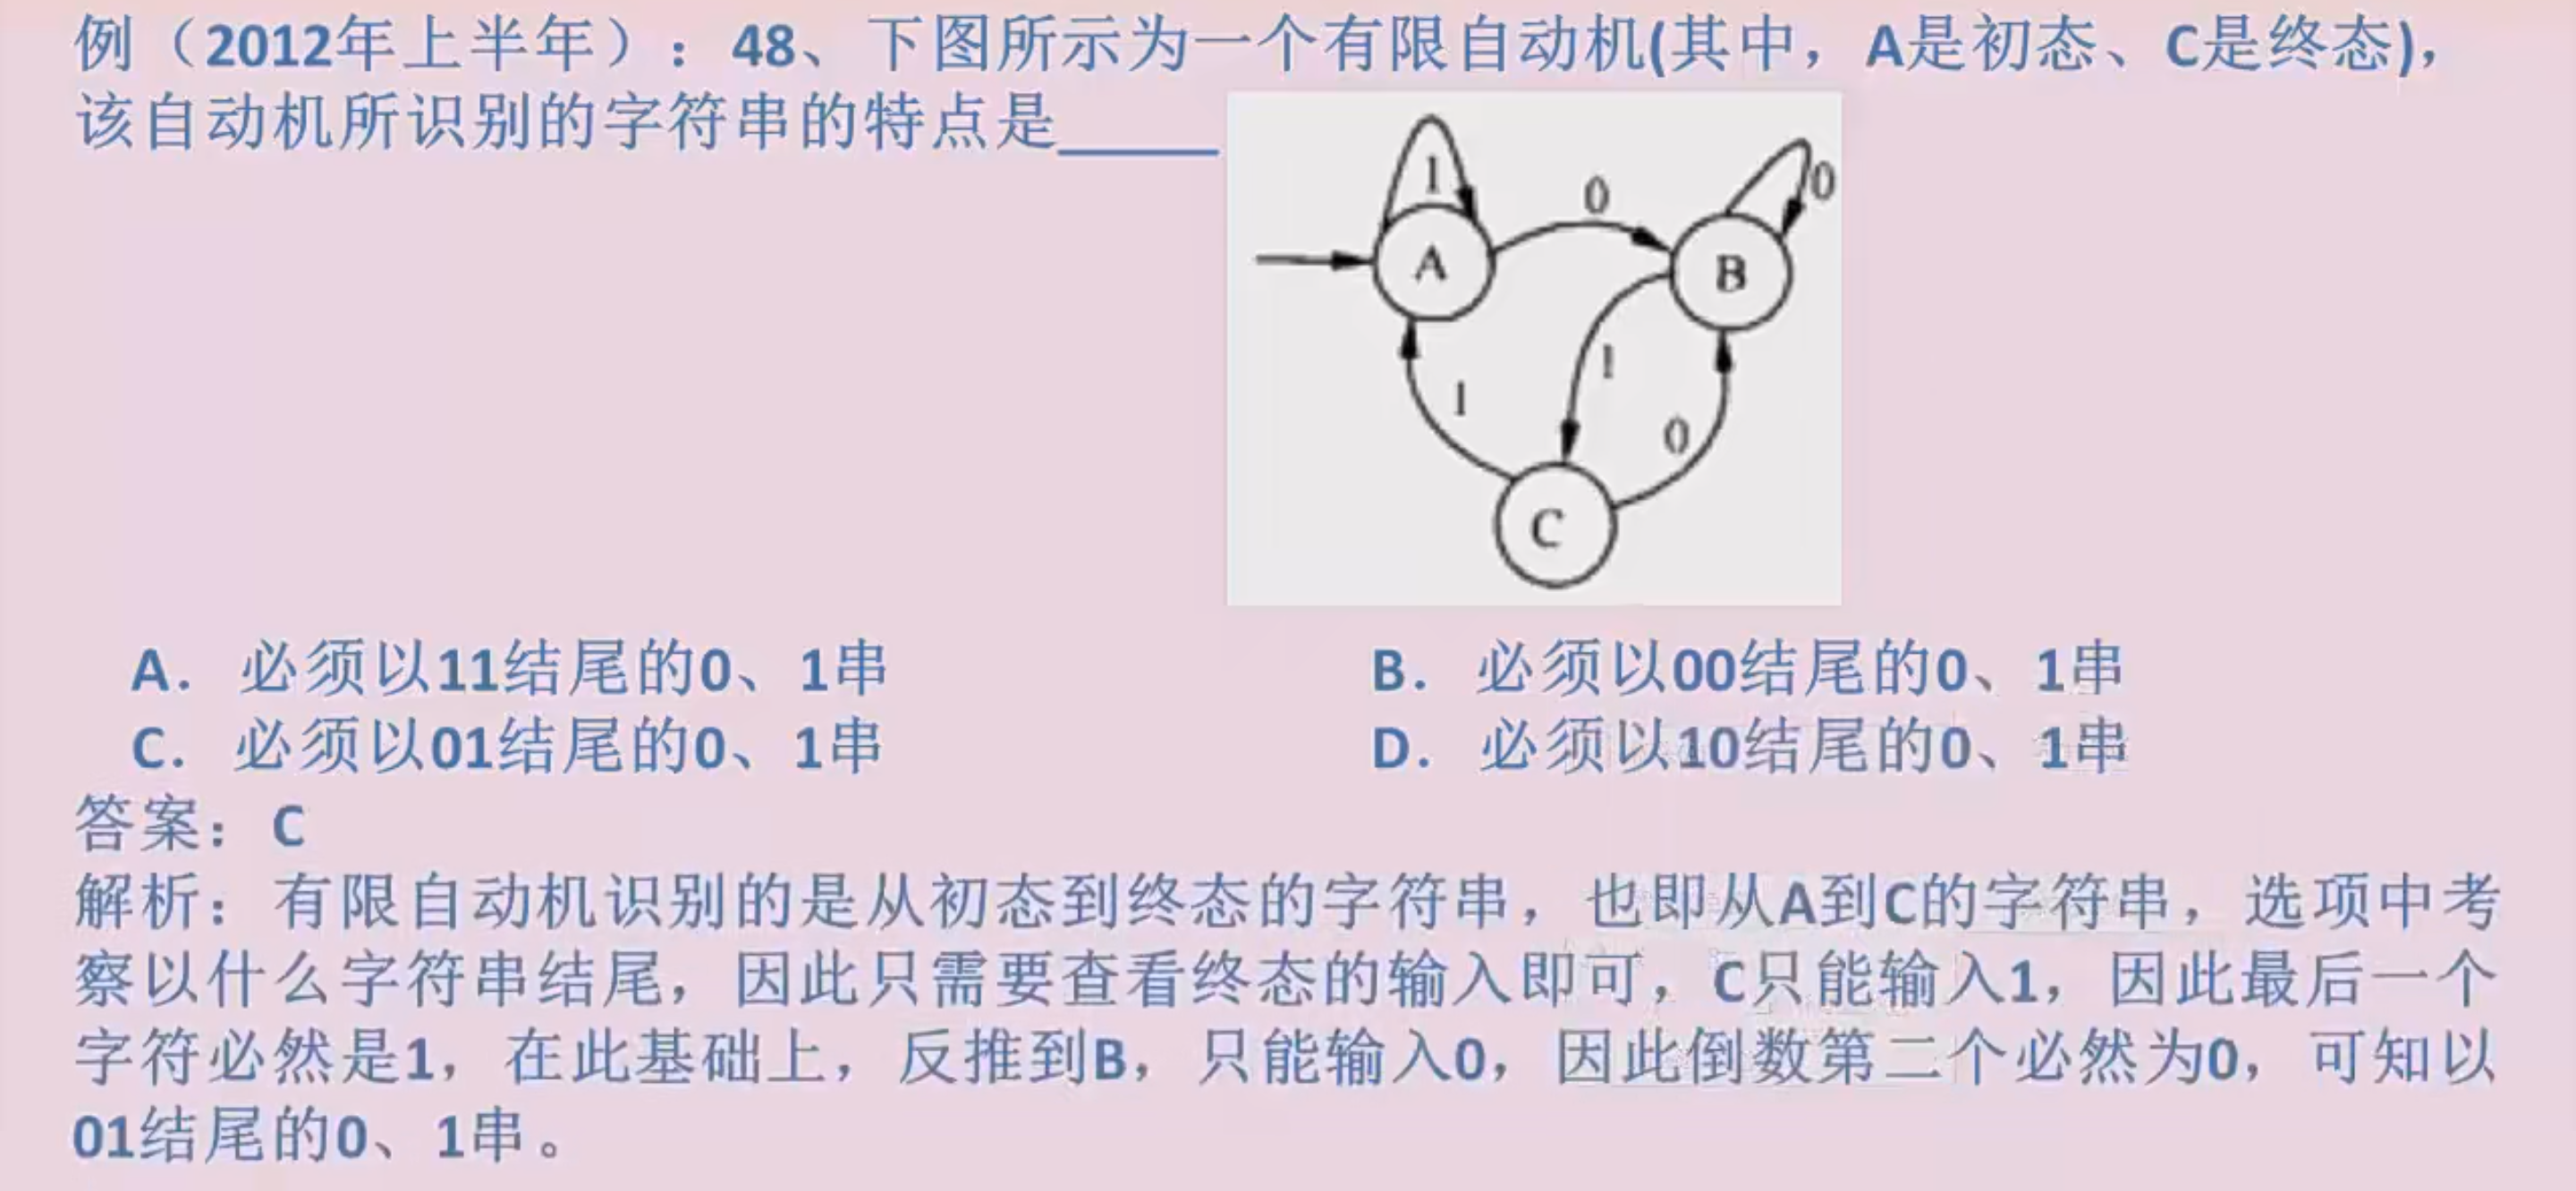 例（2012年上半年）：48、下图所示为一个有限自动机(其中，A是初态、C是终态)，
该自动机所识别的字符串的特点是_____
1
0
0
A
B
1
1
0
C
A. 必须以11结尾的0、1串
B. 必须以00结尾的0、1串
C. 必须以01结尾的0、1串
D. 必须以10结尾的0、1串
答案：C
解析：有限自动机识别的是从初态到终态的字符串，也即从A到C的字符串，选项中考
察以什么字符串结尾，因此只需要查看终态的输入即可，C只能输入1，因此最后一个
字符必然是1，在此基础上，反推到B，只能输入0，因此倒数第二个必然为0，可知以
01结尾的0、1串。